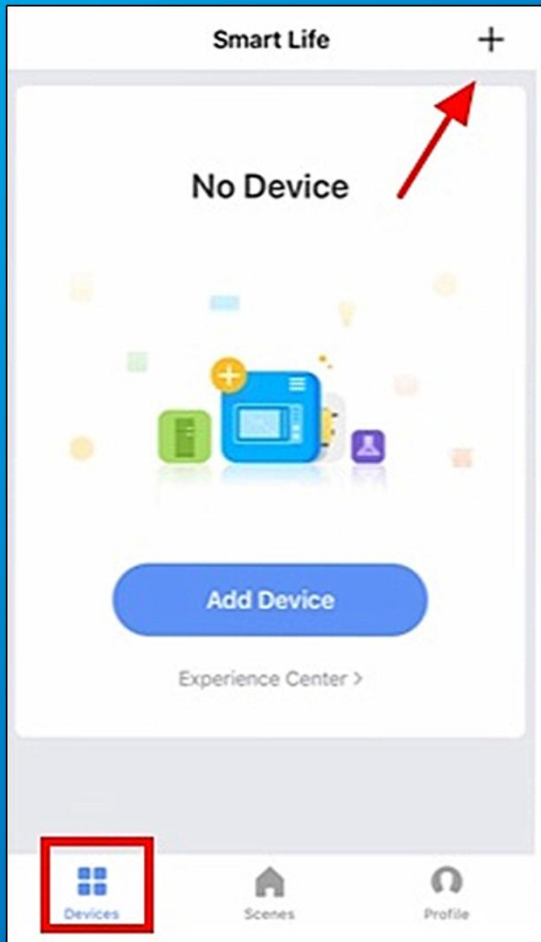 Smart Life
No Device
Add Device
Experience Center >
Devices
Scenes
Profile